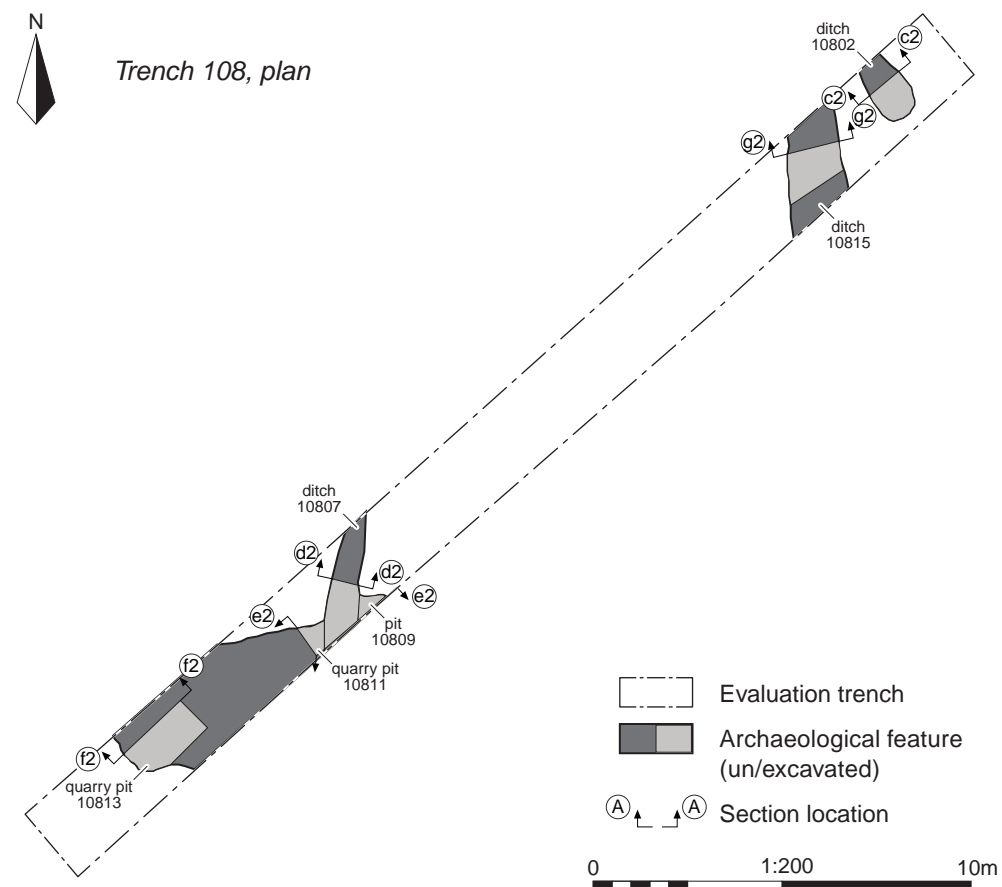 N
Trench 108, plan
ditch
10802
c2
c2
g2
g2
ditch
10815
ditch
10807
d2
d2
e2
e2
pit
10809
quarry pit
10811
f2
f2
quarry pit
10813
Evaluation trench
Archaeological feature
(un/excavated)
A A Section location
0 1:200 10m